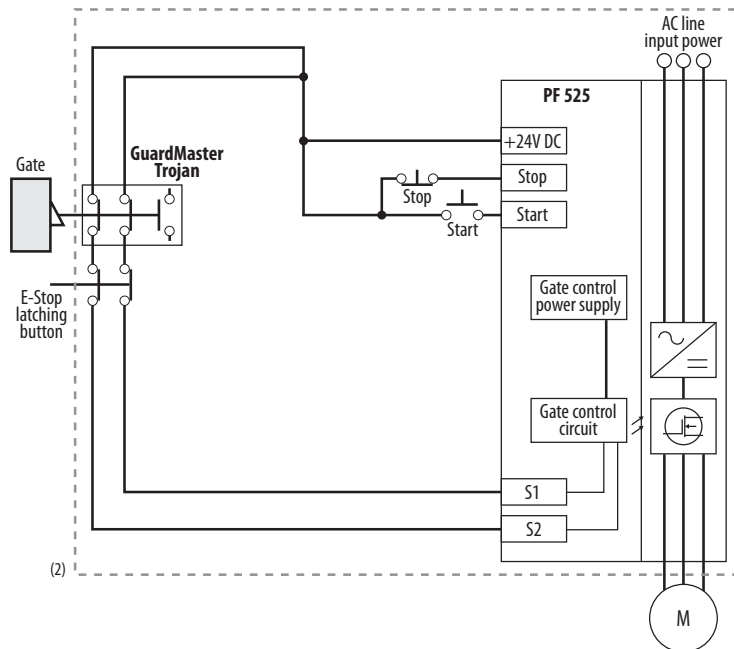 AC line
input power
PF 525
GuardMaster
Trojan
+24V DC
Gate
Stop
Stop
Start
Start
Gate control
power supply
E-Stop
latching
button
Gate control
circuit
S1
S2
(2)
M